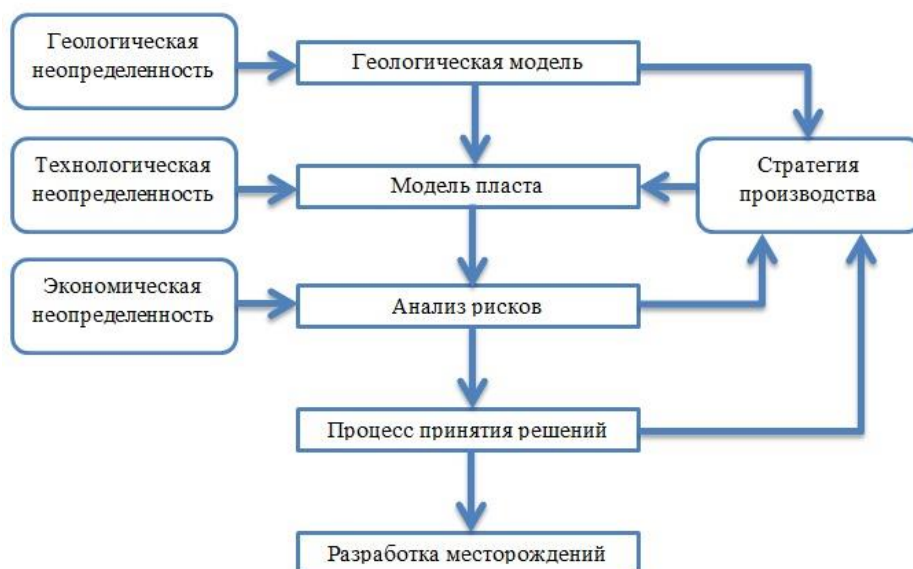 Геологическая
неопределенность
Геологическая модель
Технологическая
неопределенность
Модель пласта
Стратегия
производства
Экономическая
неопределенность
Анализ рисков
Процесс принятия решений
Разработка месторождений